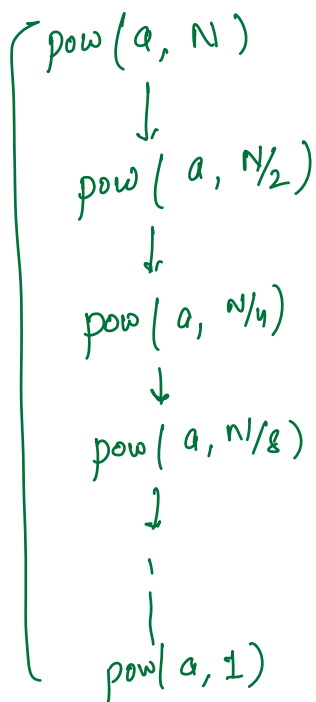 pow(a, N)
pow(a, N/2)
pow(a, N/4)
pow(a, N/8)
pow(a, 1)